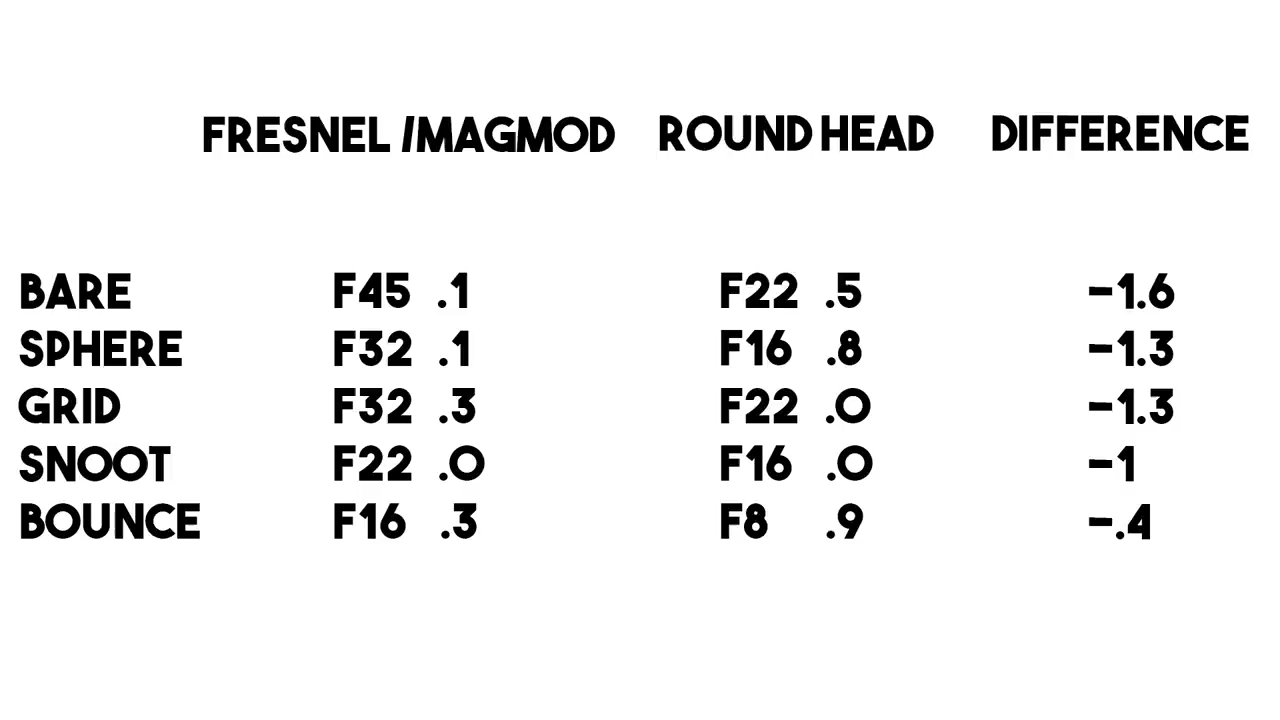 FRESNEL /MAGMOD ROUND HEAD DIFFERENCE
BARE F45 .1 F22 .5 -1.6
SPHERE F32 .1 F16 .8 -1.3
GRID F32 .3 F22 .0 -1.3
SNOOT F22 .0 F16 .0 -1
BOUNCE F16 .3 F8 .9 -.4